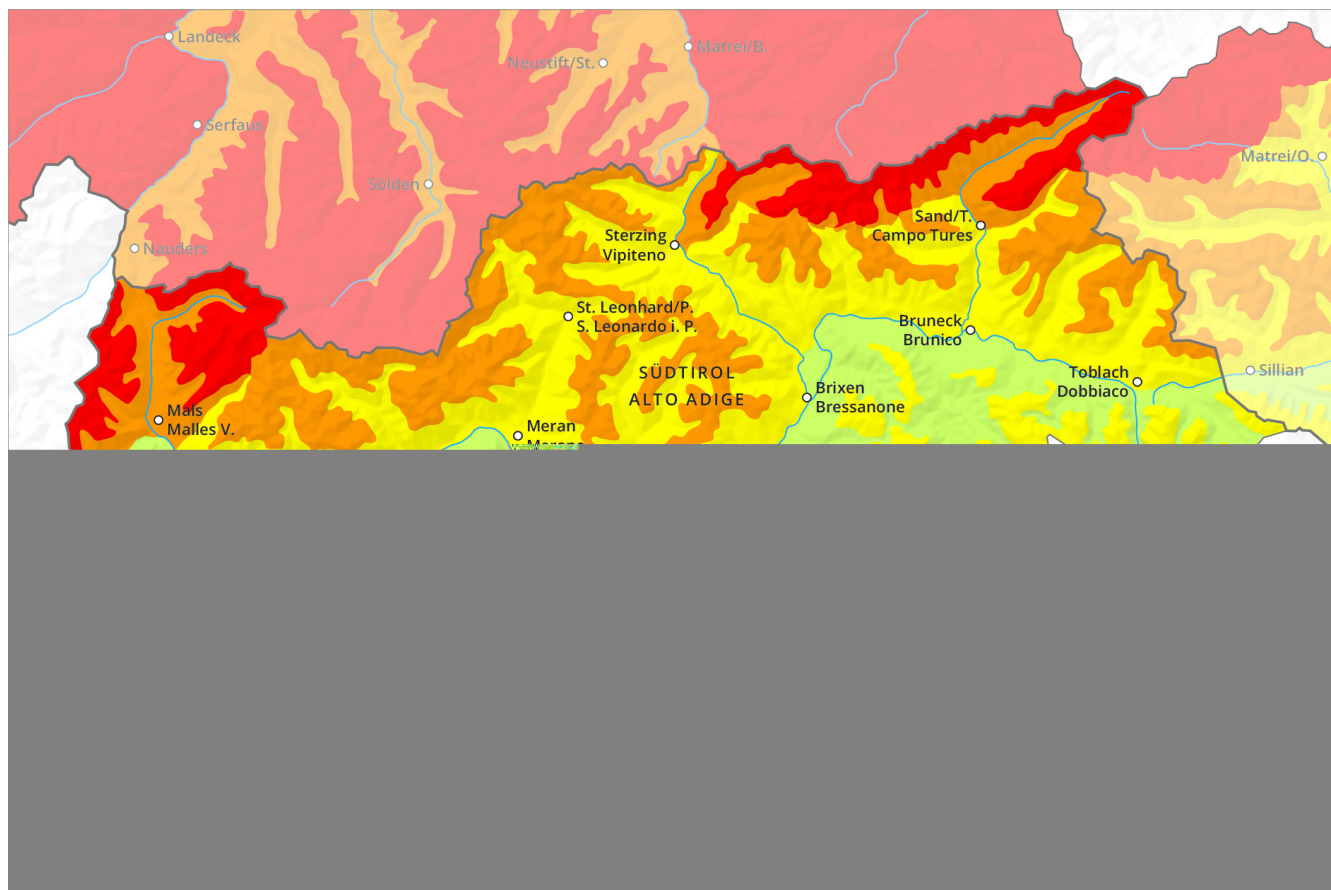 Landeck
Matrei/B.
Neustift/St.
Serfaus
Matrei/O.
Sölden
Sand/T.
Campo Tures
Sterzing
Vipiteno
Nauders
St. Leonhard/P.
S. Leonardo i. P.
Bruneck
Brunico
SÜDTIROL
ALTO ADIGE
Toblach
Dobbiaco
Sillian
Brixen
Bressanone
Mals
Malles V.
Meran